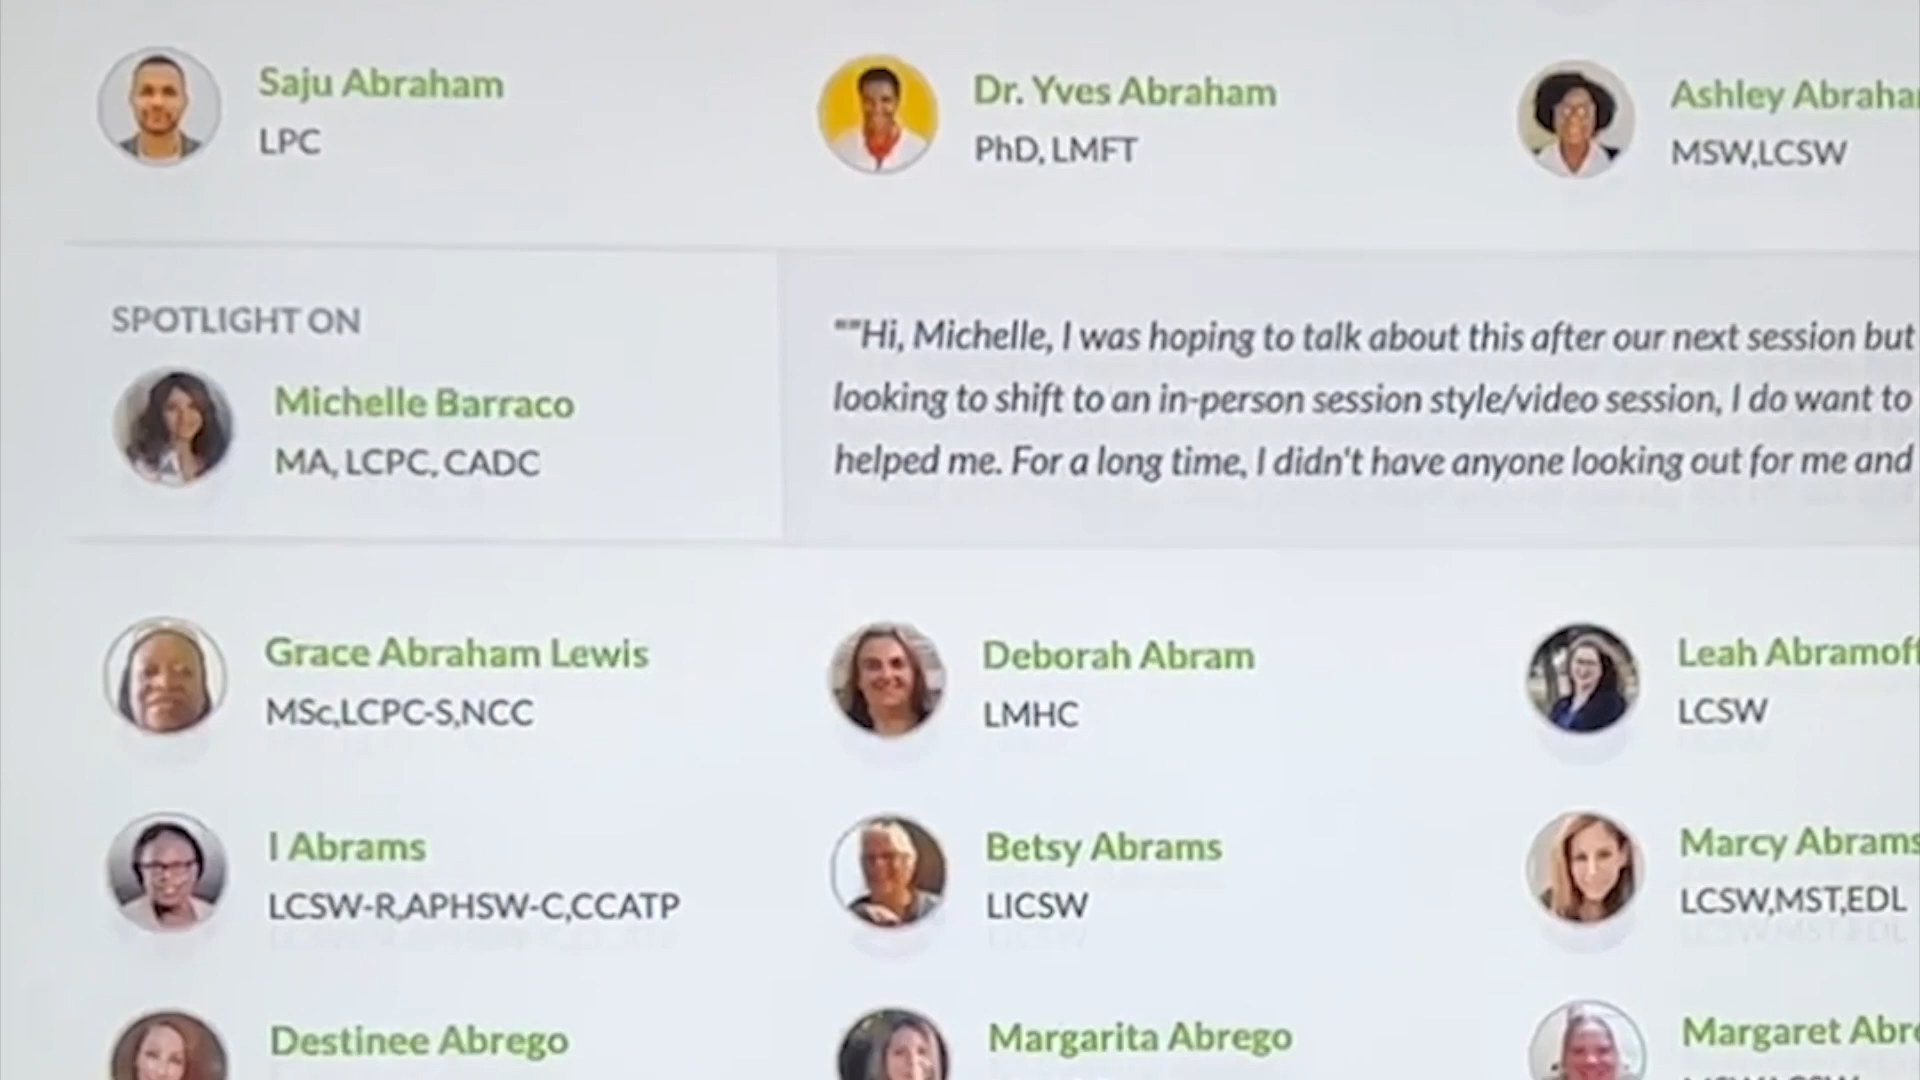 Saju Abraham
LPC
Dr. Yves Abraham
PhD, LMFT
Ashley Abraha
MSW,LCSW
SPOTLIGHT ON
Michelle Barraco
MA, LCPC, CADC
""Hi, Michelle, I was hoping to talk about this after our next session but
looking to shift to an in-person session style/video session, I do want to
helped me. For a long time, I didn't have anyone looking out for me and
Grace Abraham Lewis
MSc,LCPC-S,NCC
Deborah Abram
LMHC
Leah Abramoff
LCSW
I Abrams
LCSW-R,APHSW-C,CCATP
Betsy Abrams
LICSW
Marcy Abrams
LCSW,MST,EDL
Destinee Abrego
Margarita Abrego
Margaret Abr